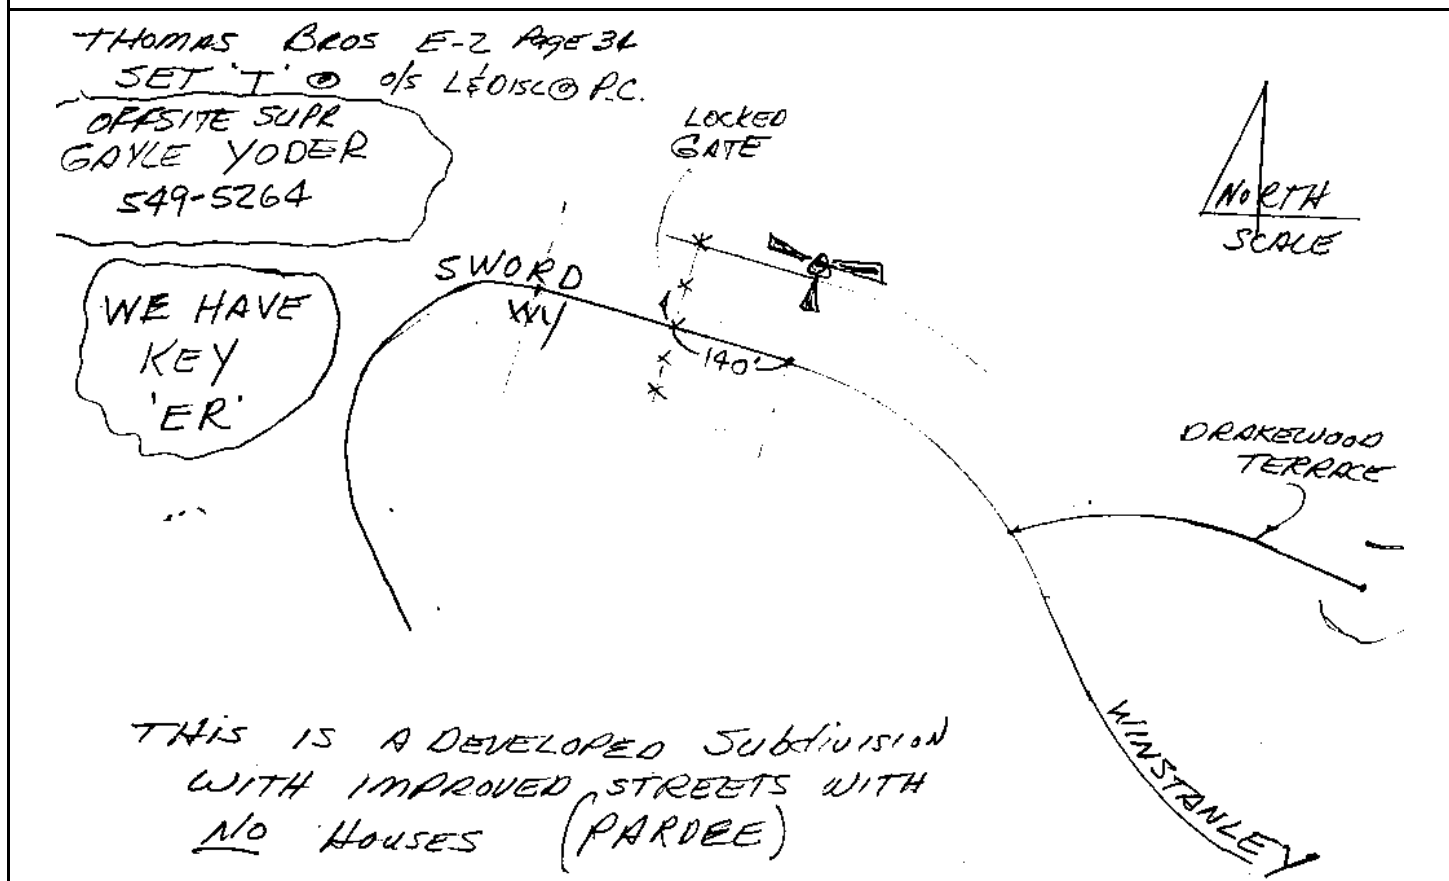 THOMAS BROS E-2 PAGE 34
SET 'T' @ o/s L&DISC @ P.C.
OFFSITE SUPR
GAYLE YODER
549-5264
LOCKED
GATE
NORTH
SCALE
SWORD
WY
WE HAVE
KEY
'ER'
140'
DRAKEWOOD
TERRACE
WINSTANLEY
THIS IS A DEVELOPED SUBdIVISION
WITH IMPROVED STREETS WITH
NO HOUSES (PARDEE)